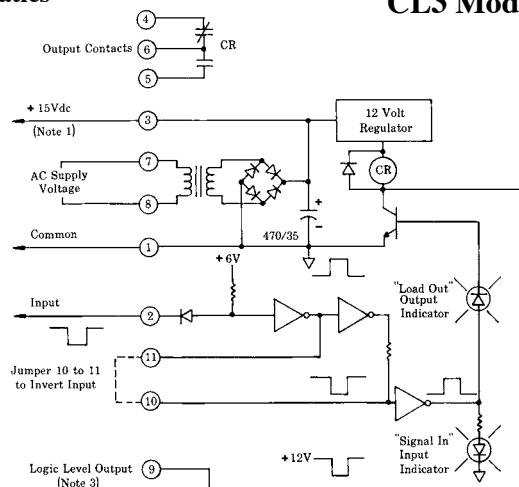 CL5 Mod
4
Output Contacts
6
CR
5
+ 15Vdc
(Note 1)
3
12 Volt
Regulator
7
AC Supply
Voltage
8
CR
+
−
Common
1
470/35
+ 6V
"Load Out"
Output
Indicator
Input
2
11
Jumper 10 to 11
to Invert Input
10
"Signal In"
Input
Indicator
+12V
Logic Level Output
(Note 3)
9